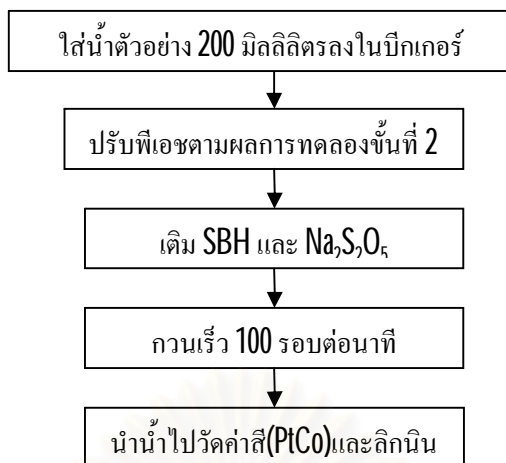 ใส่น้ำตัวอย่าง 200 มิลลิลิตรลงในบีกเกอร์
ปรับพีเอชตามผลการทดลองขั้นที่ 2
เติม SBH และ Na₂S₂O₅
กวนเร็ว 100 รอบต่อนาที
นำน้ำไปวัดค่าสี(PtCo)และลิกนิน